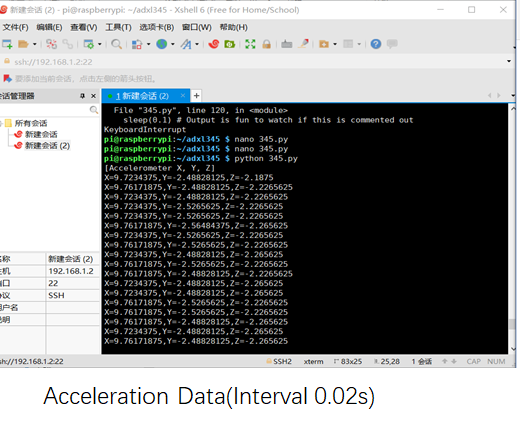 新建会话 (2) - pi@raspberrypi: ~/adxl345 - Xshell 6 (Free for Home/School)
文件(F) 编辑(E) 查看(V) 工具(T) 选项卡(B) 窗口(W) 帮助(H)
ssh://192.168.1.2:22
要添加当前会话，点击左侧的箭头按钮。
会话管理器
1 新建会话 (2)
所有会话
新建会话
新建会话 (2)
File "345.py", line 120, in <module>
sleep(0.1) # Output is fun to watch if this is commented out
KeyboardInterrupt
pi@raspberrypi:~/adxl345 $ nano 345.py
pi@raspberrypi:~/adxl345 $ nano 345.py
pi@raspberrypi:~/adxl345 $ python 345.py
[Accelerometer X, Y, Z]
X=9.7234375,Y=-2.48828125,Z=-2.1875
X=9.76171875,Y=-2.48828125,Z=-2.2265625
X=9.7234375,Y=-2.48828125,Z=-2.2265625
X=9.7234375,Y=-2.5265625,Z=-2.2265625
X=9.7234375,Y=-2.5265625,Z=-2.2265625
X=9.76171875,Y=-2.56484375,Z=-2.265625
X=9.7234375,Y=-2.5265625,Z=-2.2265625
X=9.76171875,Y=-2.5265625,Z=-2.265625
X=9.7234375,Y=-2.48828125,Z=-2.265625
X=9.76171875,Y=-2.5265625,Z=-2.2265625
X=9.76171875,Y=-2.48828125,Z=-2.2265625
X=9.7234375,Y=-2.48828125,Z=-2.265625
X=9.76171875,Y=-2.48828125,Z=-2.265625
X=9.76171875,Y=-2.5265625,Z=-2.2265625
X=9.76171875,Y=-2.5265625,Z=-2.265625
X=9.76171875,Y=-2.48828125,Z=-2.265625
X=9.7234375,Y=-2.48828125,Z=-2.265625
X=9.76171875,Y=-2.48828125,Z=-2.265625
名称 新建会话 (2)
主机 192.168.1.2
端口 22
协议 SSH
用户名
说明
ssh://192.168.1.2:22 SSH2 xterm 83x25 25,28 1 会话 CAP NUM
Acceleration Data(Interval 0.02s)